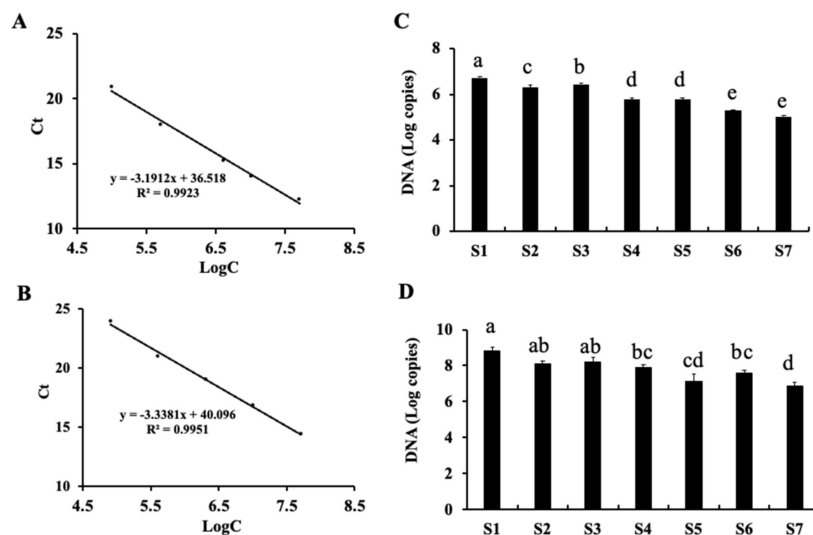 A
25
20
15
10
Ct
y = -3.1912x + 36.518
R² = 0.9923
4.5 5.5 6.5 7.5 8.5
LogC
B
25
20
15
10
Ct
y = -3.3381x + 40.096
R² = 0.9951
4.5 5.5 6.5 7.5 8.5
LogC
C
8
6
4
2
0
DNA (Log copies)
a c b d d e e
S1 S2 S3 S4 S5 S6 S7
D
10
8
6
4
2
0
DNA (Log copies)
a ab ab bc cd bc d
S1 S2 S3 S4 S5 S6 S7